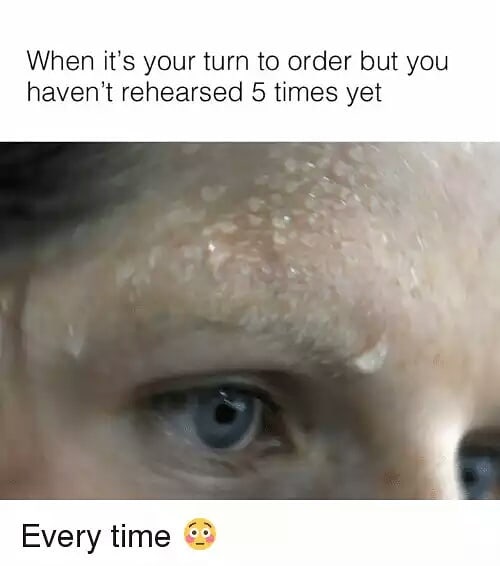 When it's your turn to order but you
haven't rehearsed 5 times yet
Every time 😳